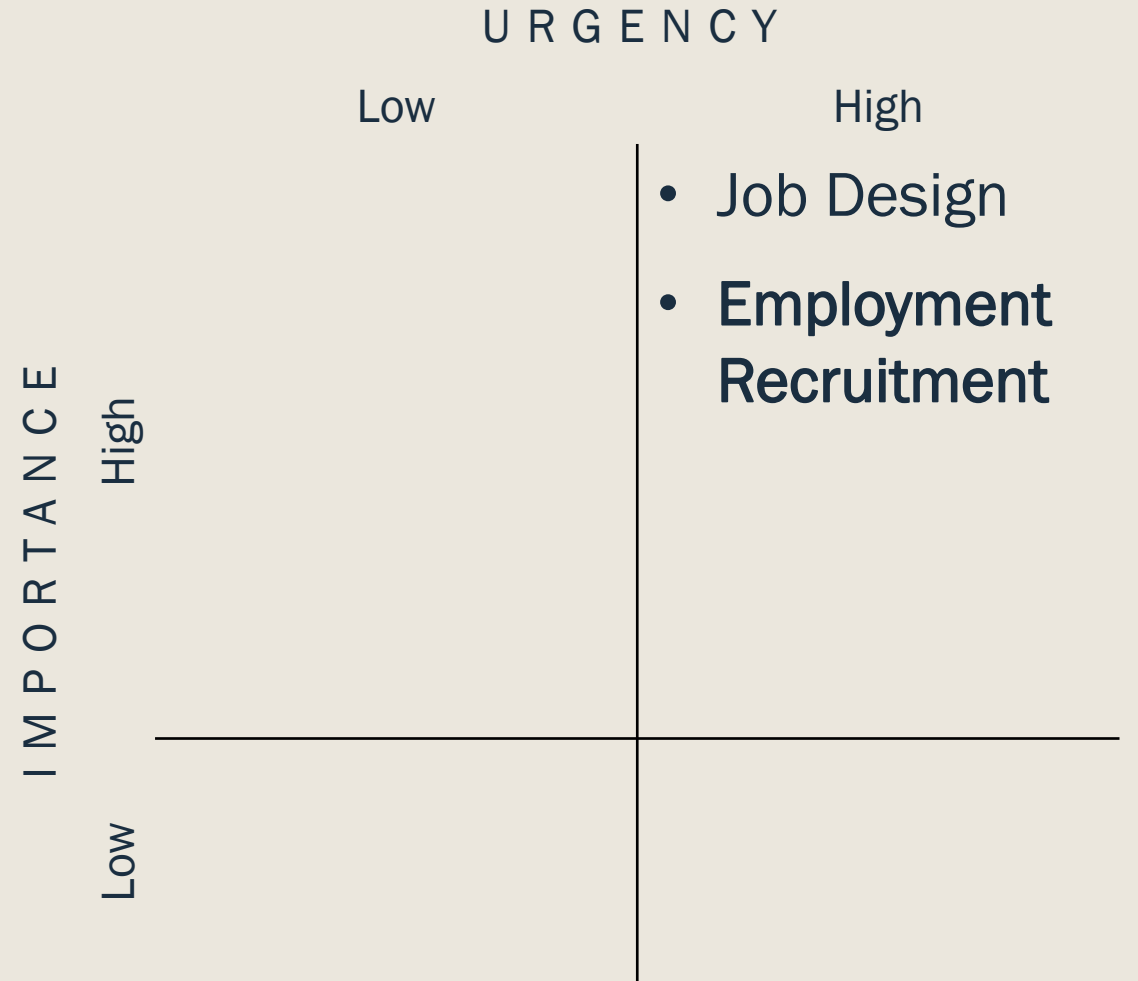 URGENCY
Low High
• Job Design
• Employment
Recruitment
IMPORTANCE
High
Low